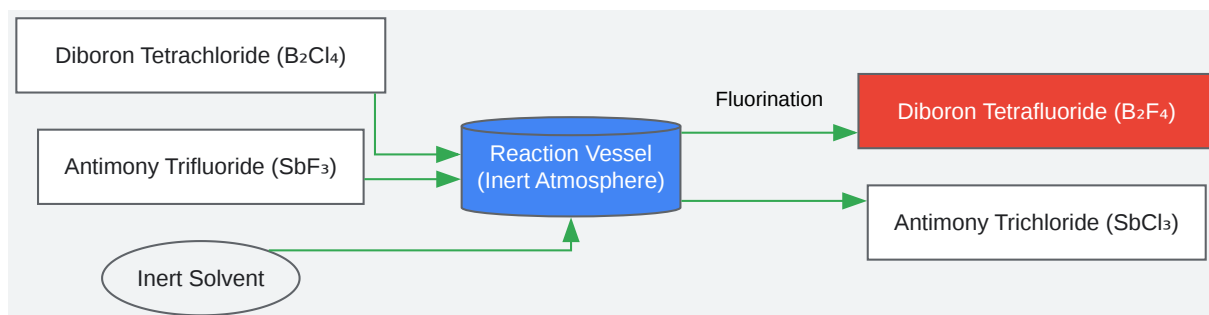 Diboron Tetrachloride (B₂Cl₄)
Antimony Trifluoride (SbF₃)
Inert Solvent
Reaction Vessel
(Inert Atmosphere)
Fluorination
Diboron Tetrafluoride (B₂F₄)
Antimony Trichloride (SbCl₃)